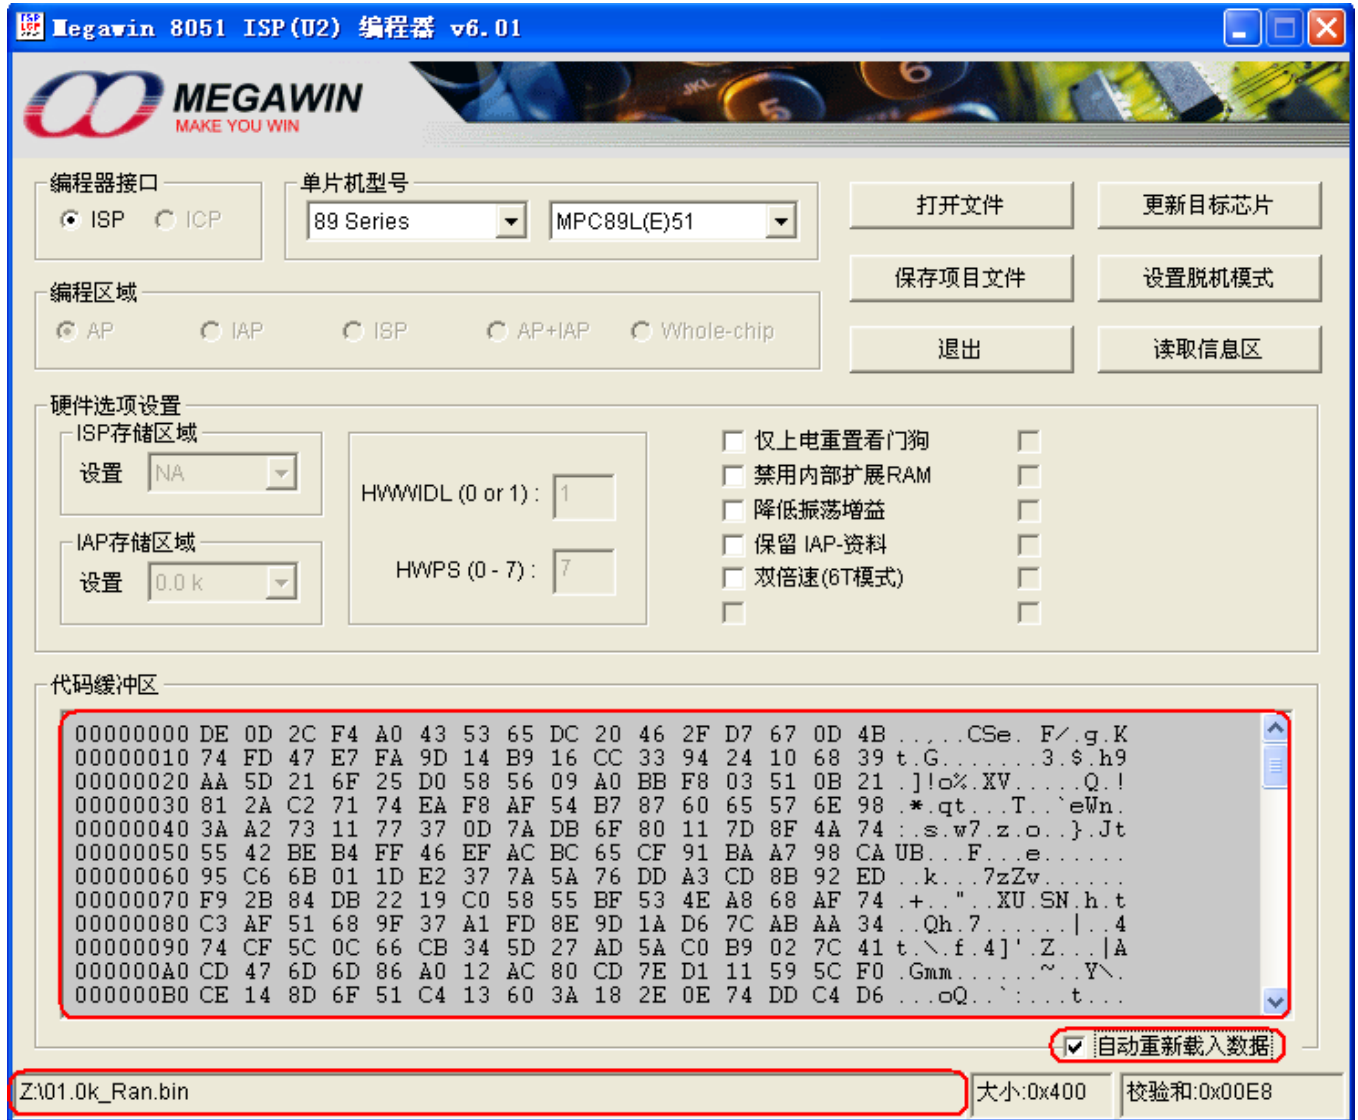 Megawin 8051 ISP(U2) 编程器 v6.01
MEGAWIN
MAKE YOU WIN
编程器接口
ISP ICP
单片机型号
89 Series MPC89L(E)51
打开文件 更新目标芯片
保存项目文件 设置脱机模式
退出 读取信息区
编程区域
AP IAP ISP AP+IAP Whole-chip
硬件选项设置
ISP存储区域
设置 NA
IAP存储区域
设置 0.0 k
HWWIDL (0 or 1) : 1
HWPS (0 - 7) : 7
仅上电重置看门狗
禁用内部扩展RAM
降低振荡增益
保留 IAP-资料
双倍速(6T模式)
代码缓冲区
00000000 DE 0D 2C F4 A0 43 53 65 DC 20 46 2F D7 67 0D 4B ..,..CSe. F/.g.K
00000010 74 FD 47 E7 FA 9D 14 B9 16 CC 33 94 24 10 68 39 t.G.......3.$.h9
00000020 AA 5D 21 6F 25 D0 58 56 09 A0 BB F8 03 51 0B 21 .]!o%.XV.....Q.!
00000030 81 2A C2 71 74 EA F8 AF 54 B7 87 60 65 57 6E 98 .*.qt...T..`eWn.
00000040 3A A2 73 11 77 37 0D 7A DB 6F 80 11 7D 8F 4A 74 :.s.w7.z.o..}.Jt
00000050 55 42 BE B4 FF 46 EF AC BC 65 CF 91 BA A7 98 CA UB...F...e......
00000060 95 C6 6B 01 1D E2 37 7A 5A 76 DD A3 CD 8B 92 ED ..k...7zZv......
00000070 F9 2B 84 DB 22 19 C0 58 55 BF 53 4E A8 68 AF 74 .+.."..XU.SN.h.t
00000080 C3 AF 51 68 9F 37 A1 FD 8E 9D 1A D6 7C AB AA 34 ..Qh.7......|..4
00000090 74 CF 5C 0C 66 CB 34 5D 27 AD 5A C0 B9 02 7C 41 t.\.f.4]'.Z...|A
000000A0 CD 47 6D 6D 86 A0 12 AC 80 CD 7E D1 11 59 5C F0 .Gmm......~..Y\.
000000B0 CE 14 8D 6F 51 C4 13 60 3A 18 2E 0E 74 DD C4 D6 ...oQ..`:...t...
自动重新载入数据
Z:\01.0k_Ran.bin 大小:0x400 校验和:0x00E8